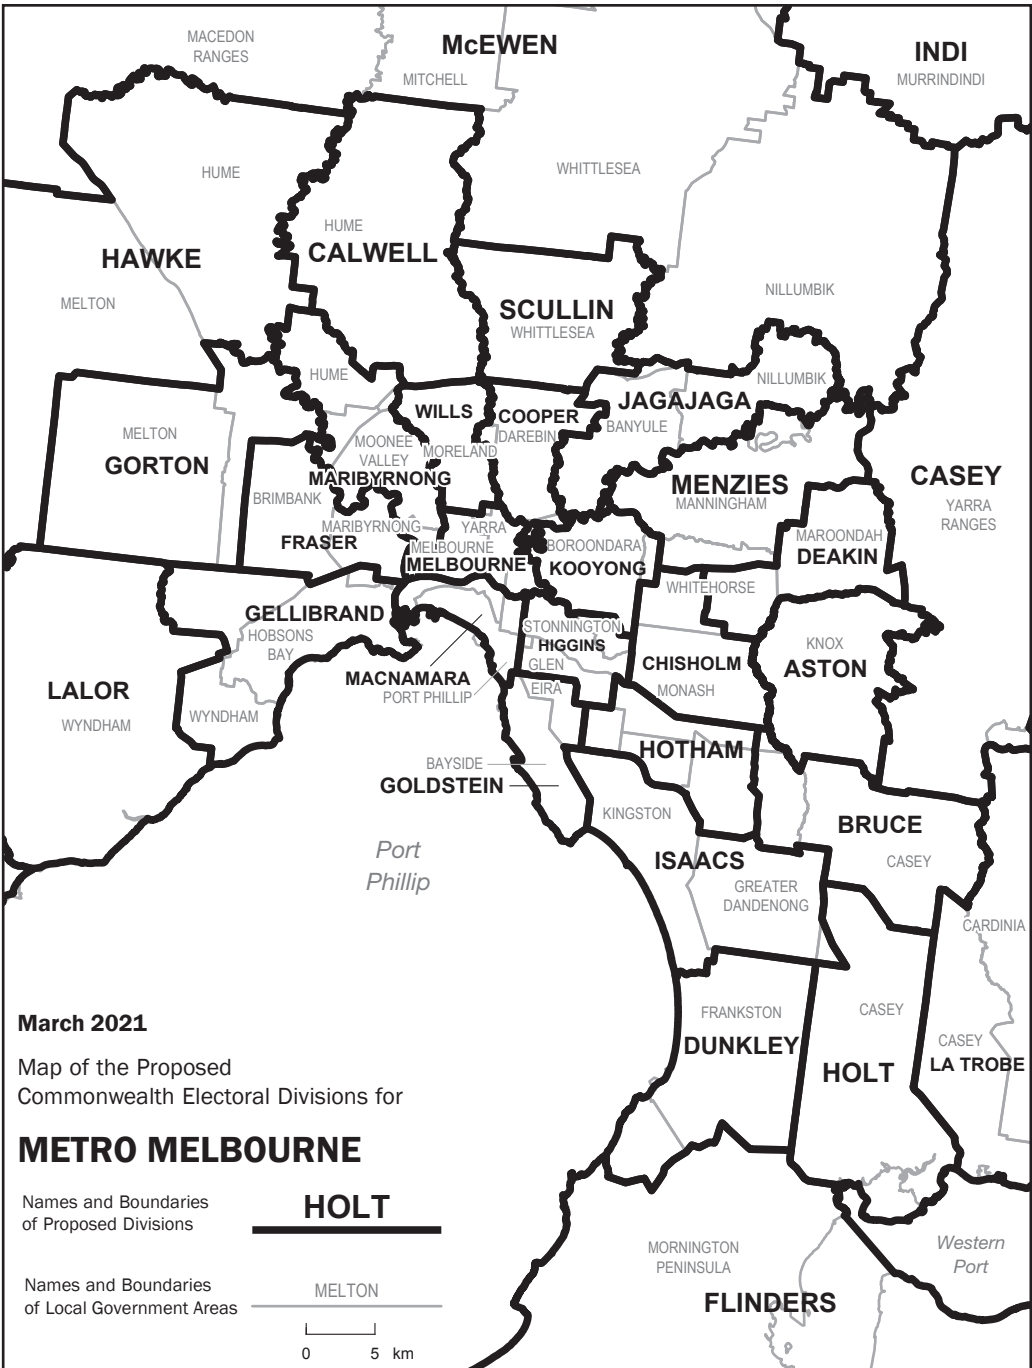 MACEDON
RANGES
McEWEN
MITCHELL
INDI
MURRINDINDI
HUME
WHITTLESEA
HUME
CALWELL
HAWKE
MELTON
NILLUMBIK
SCULLIN
WHITTLESEA
HUME
NILLUMBIK
JAGAJAGA
BANYULE
WILLS
COOPER
DAREBIN
MELTON
GORTON
MOONEE
VALLEY
MORELAND
MARIBYRNONG
BRIMBANK
MENZIES
MANNINGHAM
CASEY
YARRA
RANGES
MARIBYRNONG
FRASER
YARRA
MELBOURNE
MELBOURNE
BOROONDARA
KOOYONG
MAROONDAH
DEAKIN
WHITEHORSE
GELLIBRAND
HOBSONS
BAY
STONNINGTON
HIGGINS
GLEN
EIRA
CHISHOLM
MONASH
KNOX
ASTON
LALOR
WYNDHAM
WYNDHAM
MACNAMARA
PORT PHILLIP
HOTHAM
BAYSIDE
GOLDSTEIN
KINGSTON
BRUCE
CASEY
Port
Phillip
ISAACS
GREATER
DANDENONG
CARDINIA
FRANKSTON
DUNKLEY
CASEY
HOLT
CASEY
LA TROBE
March 2021
Map of the Proposed
Commonwealth Electoral Divisions for
METRO MELBOURNE
Names and Boundaries
of Proposed Divisions
HOLT
Names and Boundaries
of Local Government Areas
MELTON
0 5 km
MORNINGTON
PENINSULA
FLINDERS
Western
Port